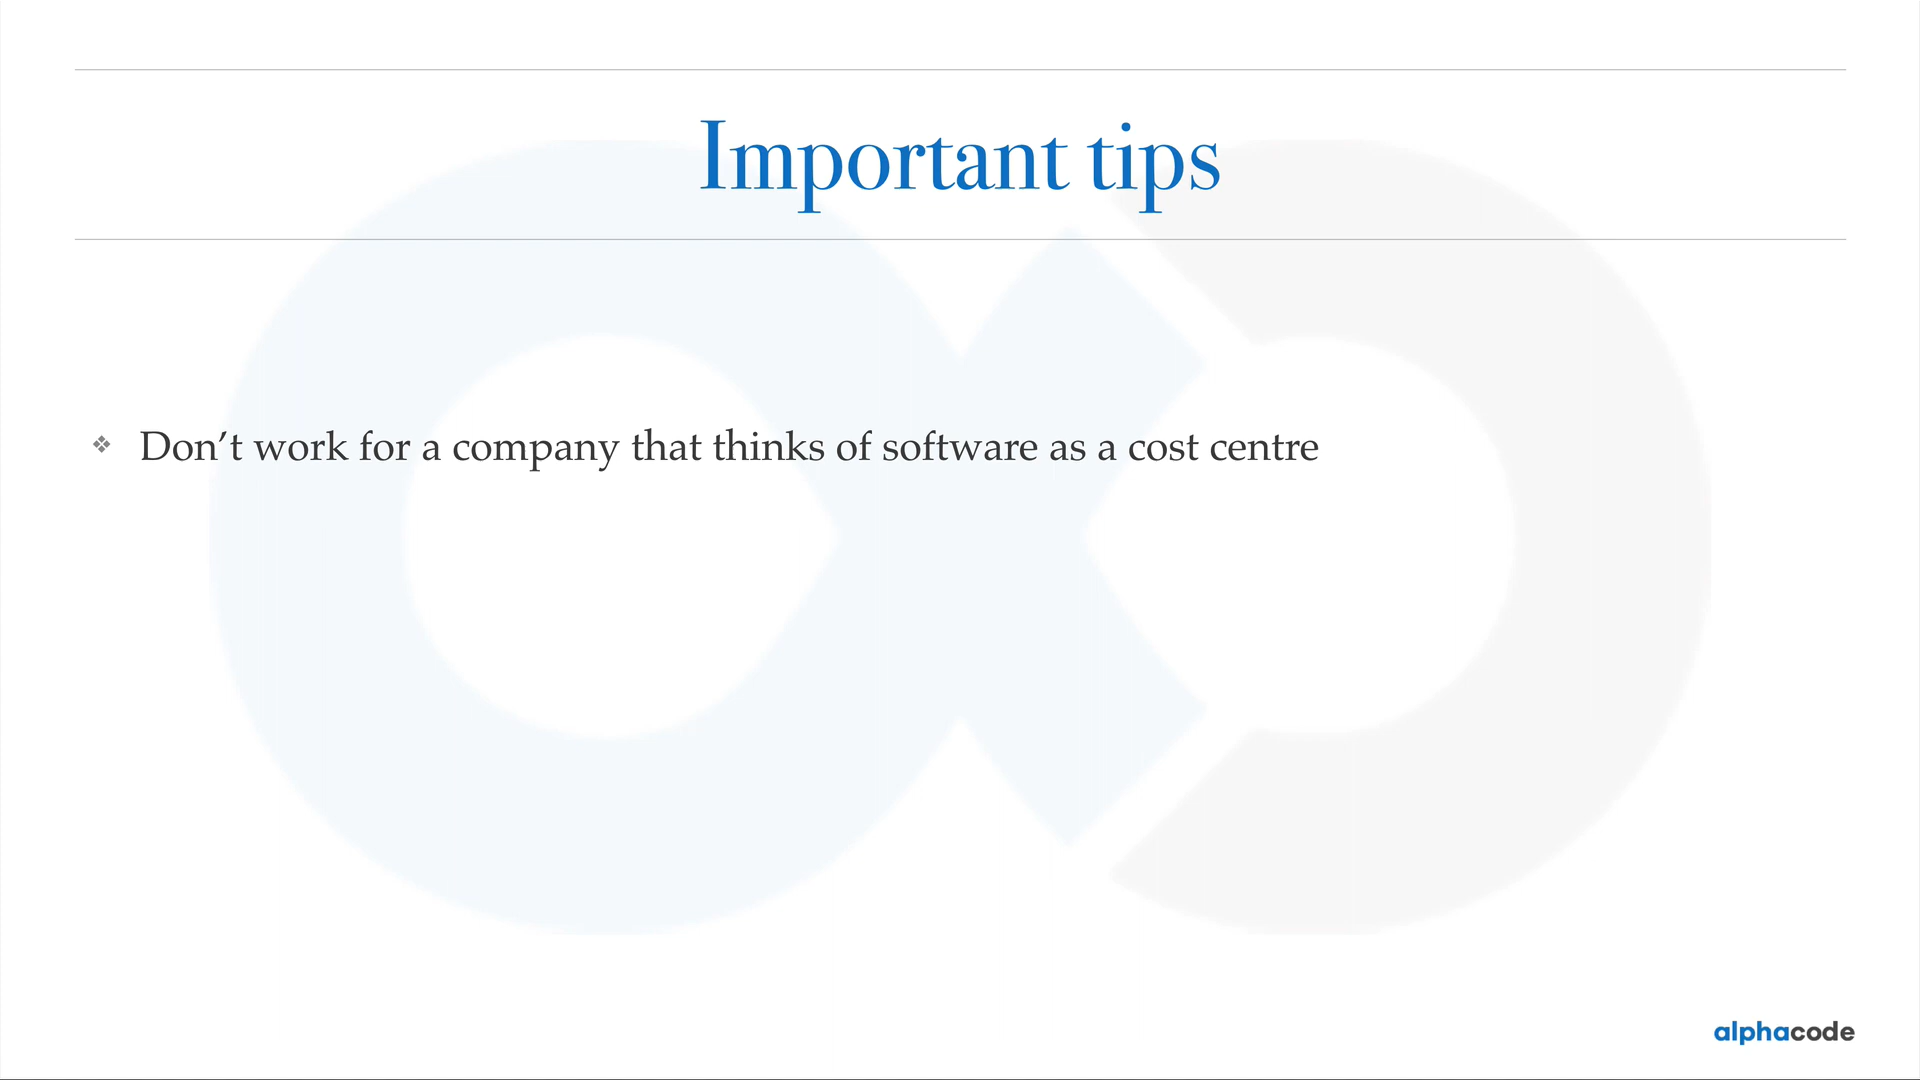 Important tips
❖ Don’t work for a company that thinks of software as a cost centre
alphacode